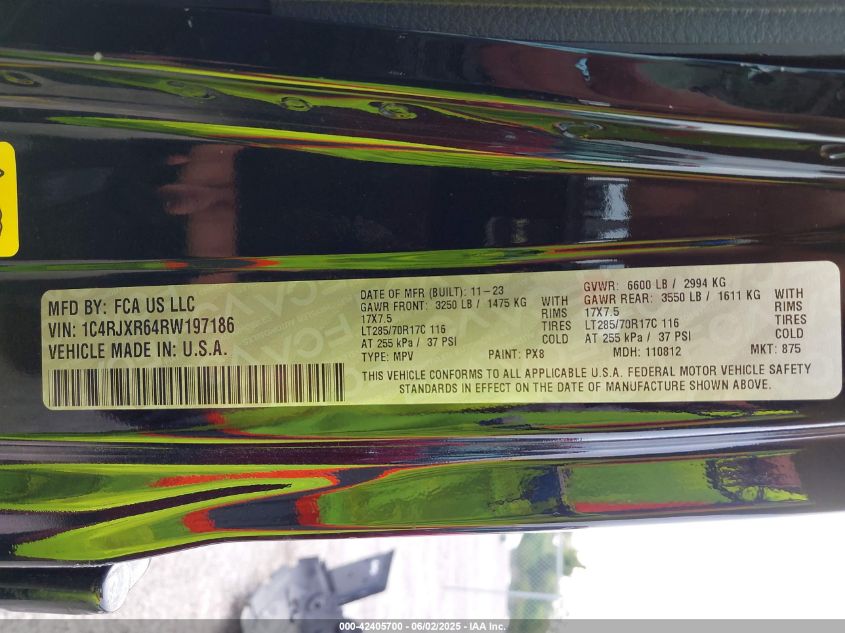 MFD BY: FCA US LLC
VIN: 1C4RJXR64RW197186
VEHICLE MADE IN: U.S.A.
DATE OF MFR (BUILT): 11-23
GAWR FRONT: 3250 LB / 1475 KG WITH
17X7.5 RIMS
LT285/70R17C 116 TIRES
AT 255 kPa / 37 PSI COLD
TYPE: MPV PAINT: PX8
GVWR: 6600 LB / 2994 KG
GAWR REAR: 3550 LB / 1611 KG WITH
17X7.5 RIMS
LT285/70R17C 116 TIRES
AT 255 kPa / 37 PSI COLD
MDH: 110812 MKT: 875
THIS VEHICLE CONFORMS TO ALL APPLICABLE U.S.A. FEDERAL MOTOR VEHICLE SAFETY
STANDARDS IN EFFECT ON THE DATE OF MANUFACTURE SHOWN ABOVE.
000-42405700 - 06/02/2025 - IAA Inc.